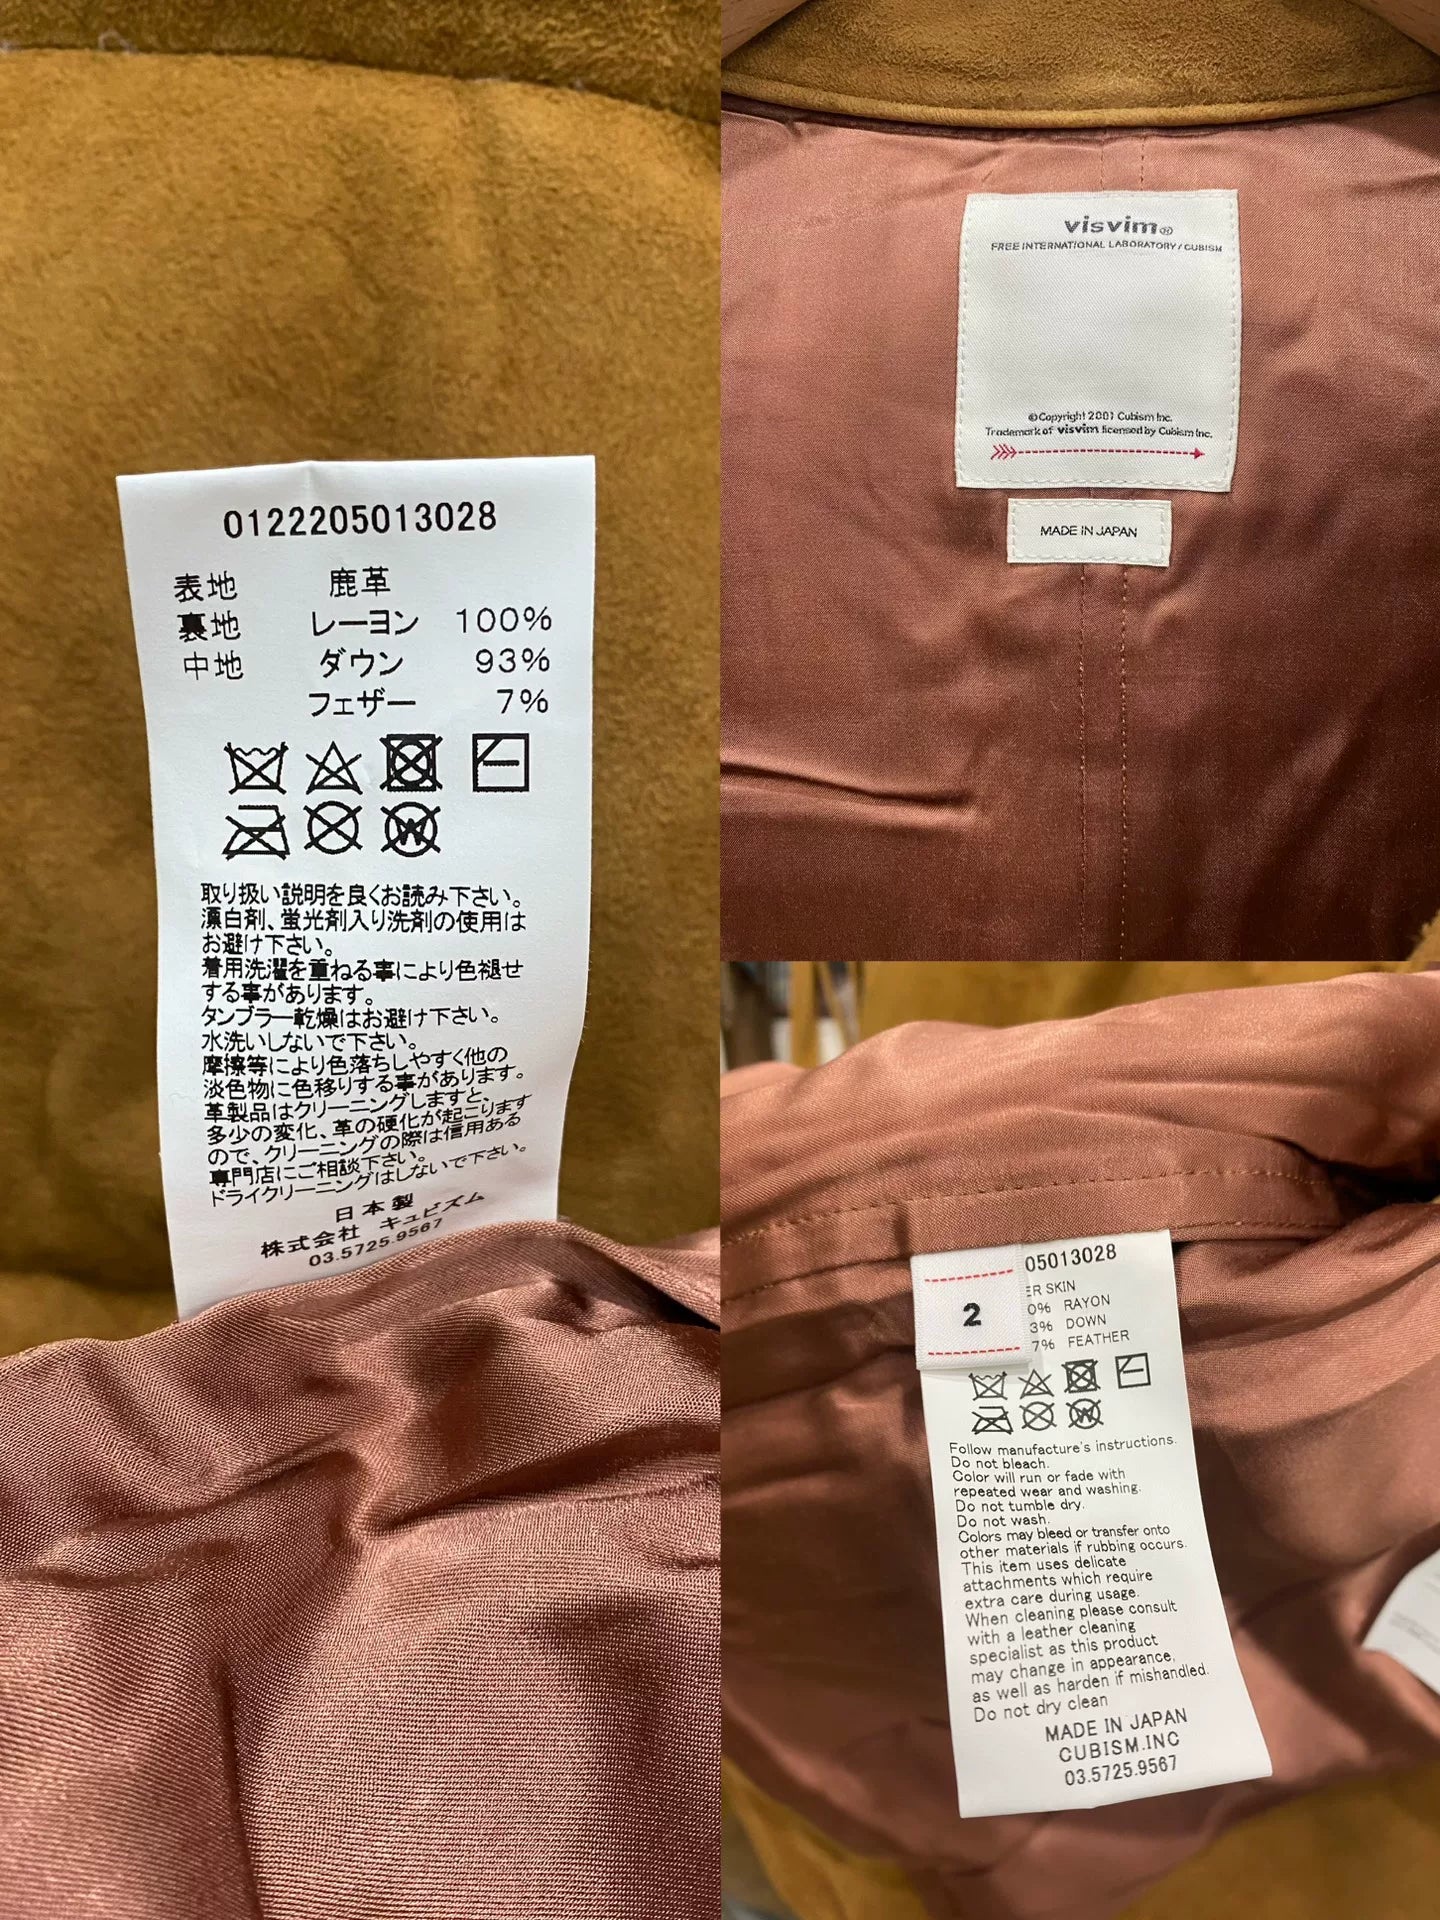 0122205013028
表地 鹿革
裏地 レーヨン 100%
中地 ダウン 93%
フェザー 7%
取り扱い説明を良くお読み下さい。
漂白剤、蛍光剤入り洗剤の使用は
お避け下さい。
着用洗濯を重ねる事により色褪せ
する事があります。
タンブラー乾燥はお避け下さい。
水洗いしないで下さい。
摩擦等により色落ちしやすく他の
淡色物に色移りする事があります。
革製品はクリーニングしますと、
多少の変化、革の硬化が起こります
ので、クリーニングの際は信用ある
専門店にご相談下さい。
ドライクリーニングはしないで下さい。
日本製
株式会社 キュビズム
03.5725.9567
visvim®
FREE INTERNATIONAL LABORATORY / CUBISM
©Copyright 2001 Cubism Inc.
Trademark of visvim licensed by Cubism Inc.
MADE IN JAPAN
2
05013028
ER SKIN
0% RAYON
3% DOWN
7% FEATHER
W
Follow manufacture's instructions.
Do not bleach.
Color will run or fade with
repeated wear and washing.
Do not tumble dry.
Do not wash.
Colors may bleed or transfer onto
other materials if rubbing occurs.
This item uses delicate
attachments which require
extra care during usage.
When cleaning please consult
with a leather cleaning
specialist as this product
may change in appearance,
as well as harden if mishandled.
Do not dry clean
MADE IN JAPAN
CUBISM.INC
03.5725.9567